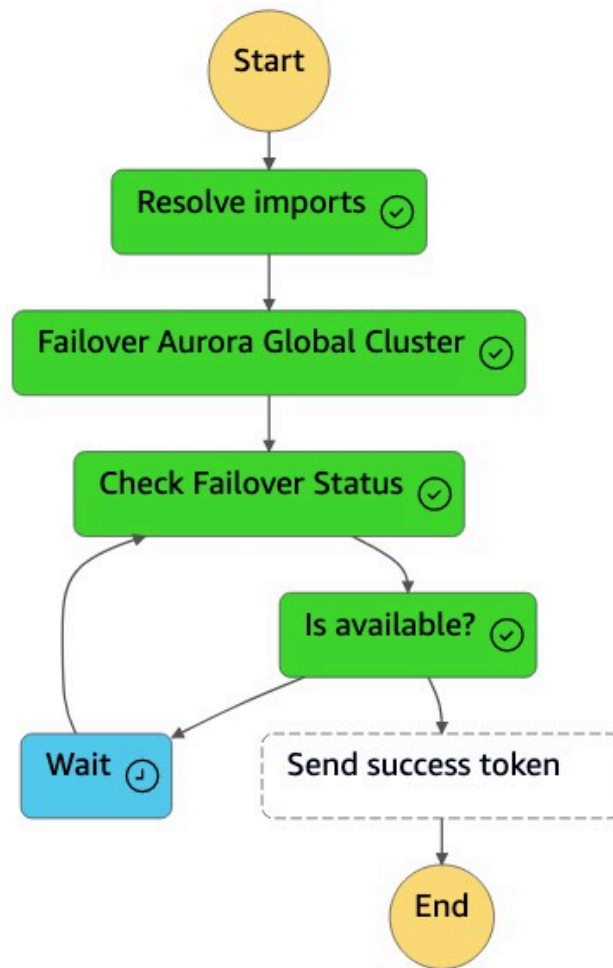 Start
Resolve imports
Failover Aurora Global Cluster
Check Failover Status
Is available?
Wait
Send success token
End